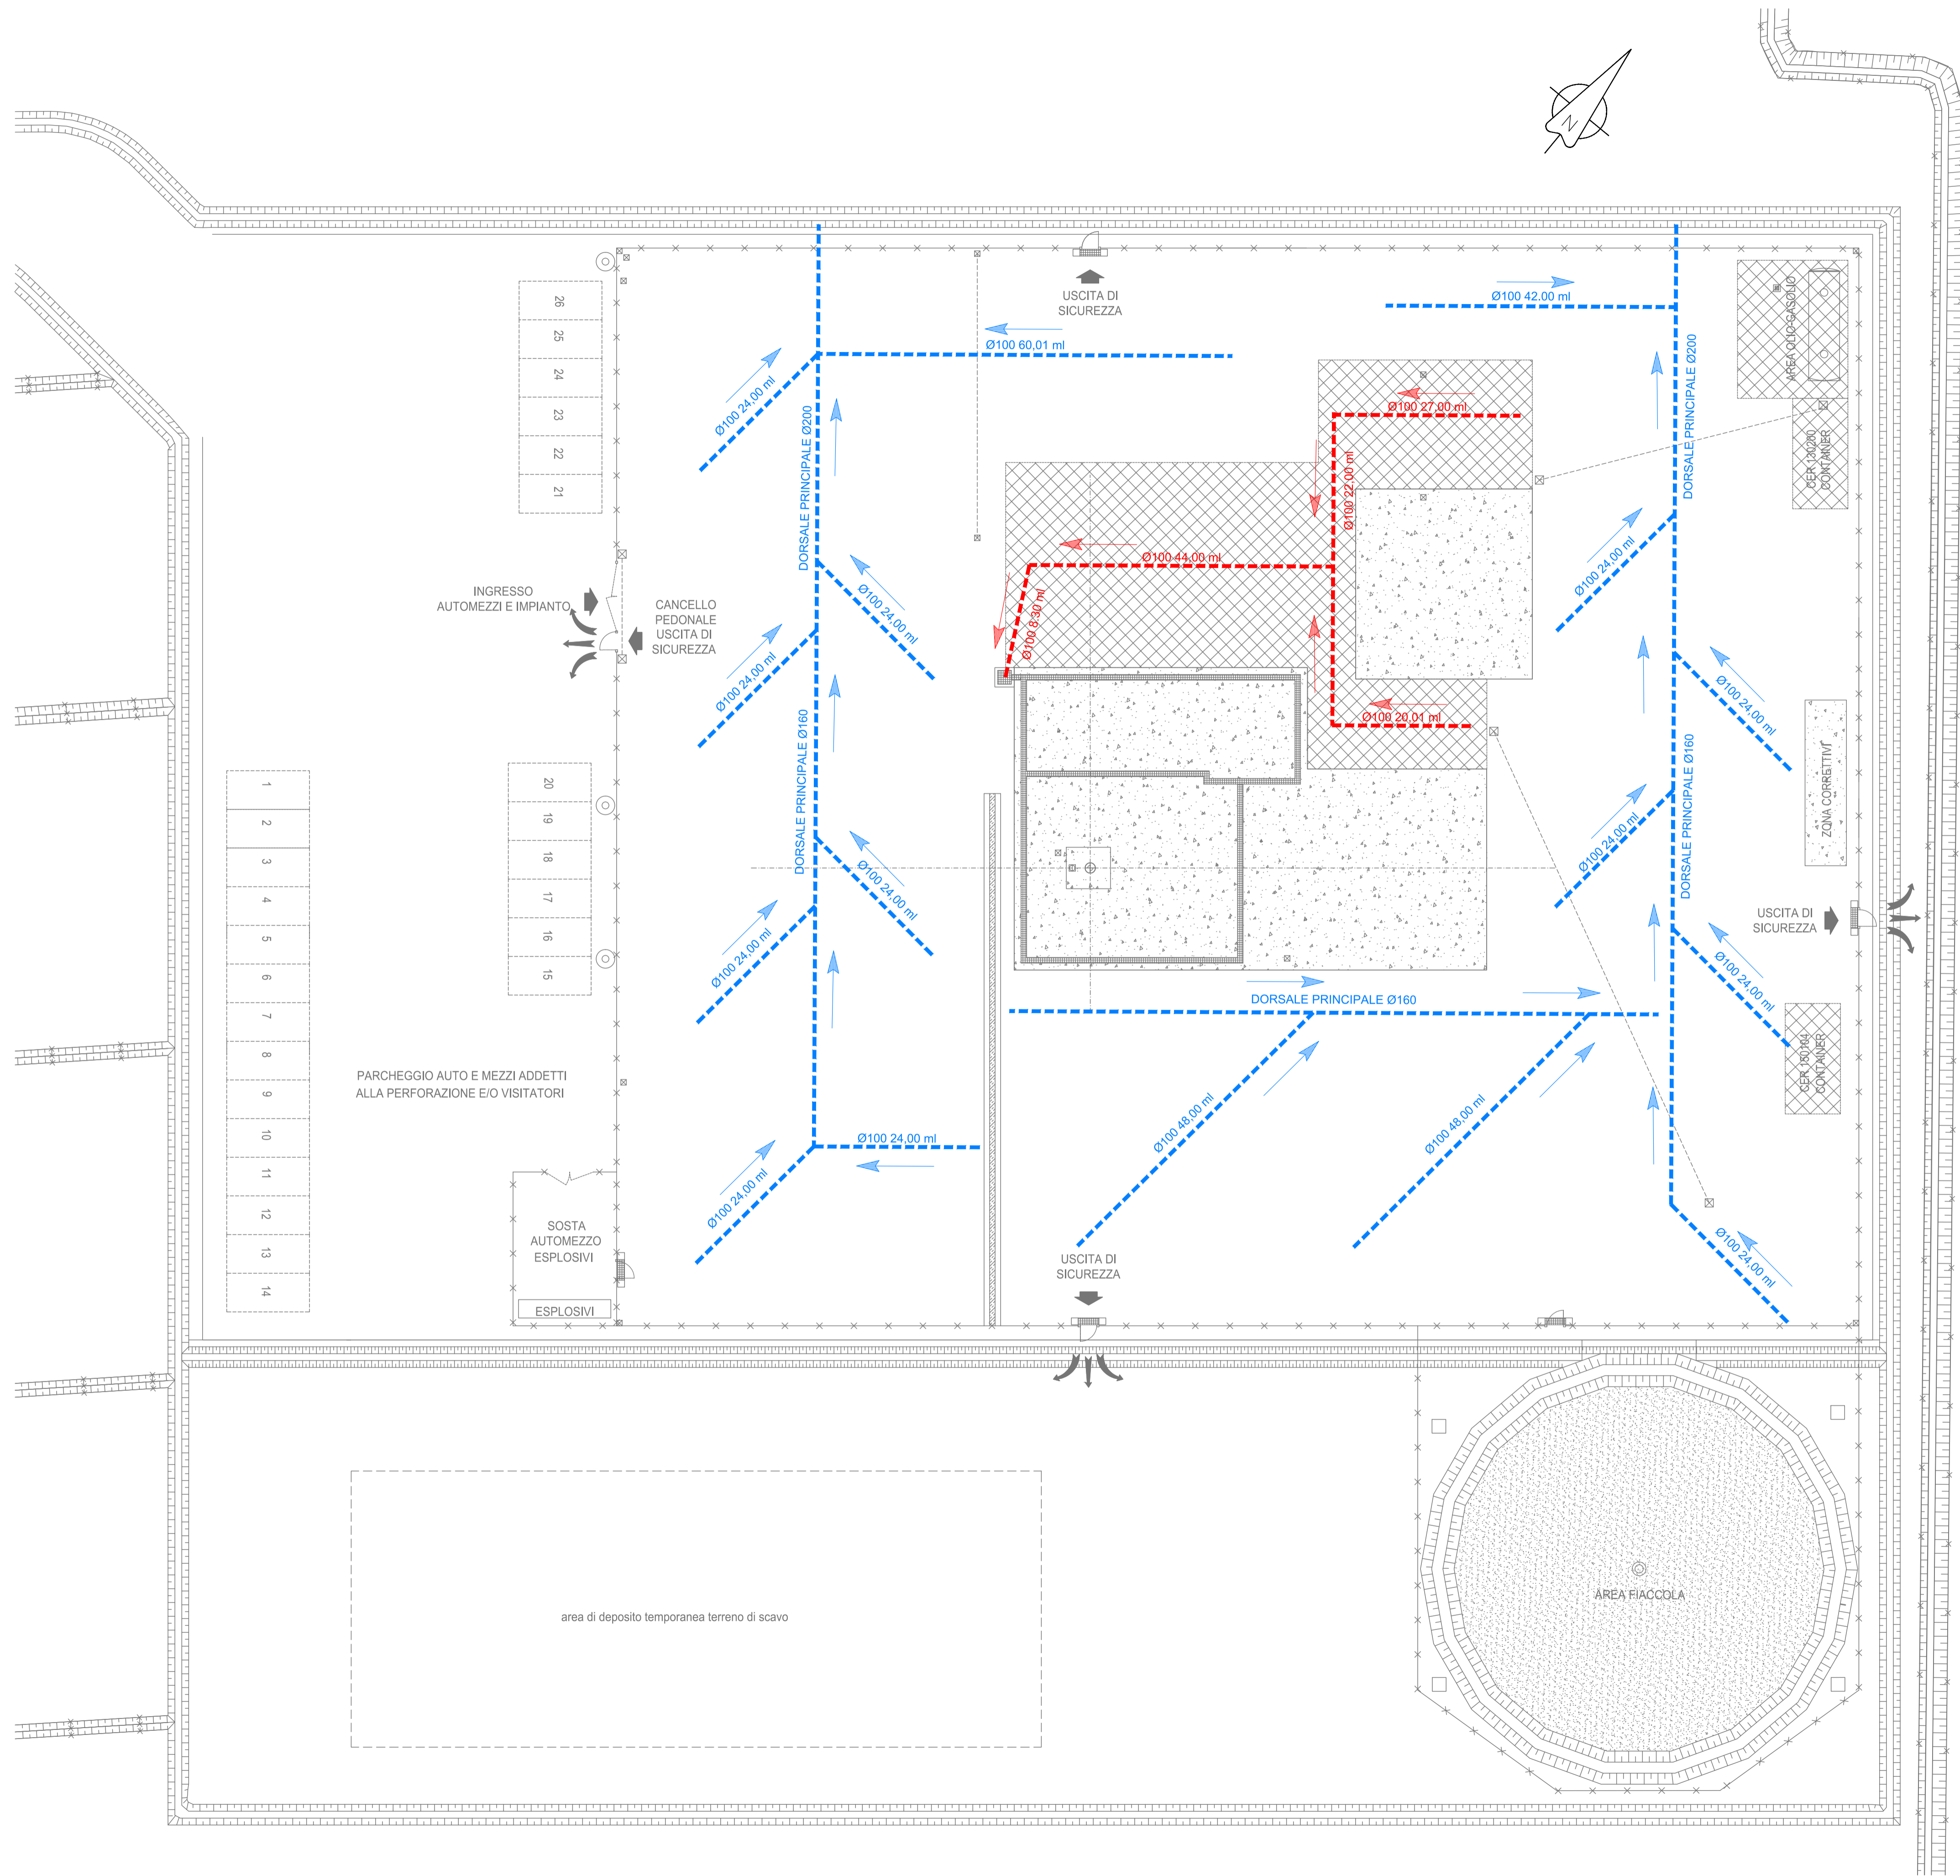 N
26
25
24
23
22
21
USCITA DI
SICUREZZA
Ø100 42.00 ml
Ø100 60,01 ml
Ø100 24,00 ml
DORSALE PRINCIPALE Ø200
DORSALE PRINCIPALE Ø200
AREA OLIO-GASOLIO
CER 130200
CONTAINER
Ø100 27,00 ml
Ø100 22,00 ml
Ø100 44,00 ml
Ø100 8,30 ml
Ø100 20,01 ml
INGRESSO
AUTOMEZZI E IMPIANTO
CANCELLO
PEDONALE
USCITA DI
SICUREZZA
Ø100 24,00 ml
Ø100 24,00 ml
Ø100 24,00 ml
Ø100 24,00 ml
DORSALE PRINCIPALE Ø160
DORSALE PRINCIPALE Ø160
ZONA CORRETTIVI
1
2
3
4
5
6
7
8
9
10
11
12
13
14
20
19
18
17
16
15
Ø100 24,00 ml
Ø100 24,00 ml
Ø100 24,00 ml
Ø100 24,00 ml
USCITA DI
SICUREZZA
DORSALE PRINCIPALE Ø160
CER 150104
CONTAINER
PARCHEGGIO AUTO E MEZZI ADDETTI
ALLA PERFORAZIONE E/O VISITATORI
Ø100 48,00 ml
Ø100 48,00 ml
Ø100 24,00 ml
Ø100 24,00 ml
Ø100 24,00 ml
SOSTA
AUTOMEZZO
ESPLOSIVI
ESPLOSIVI
USCITA DI
SICUREZZA
area di deposito temporanea terreno di scavo
AREA FIACCOLA